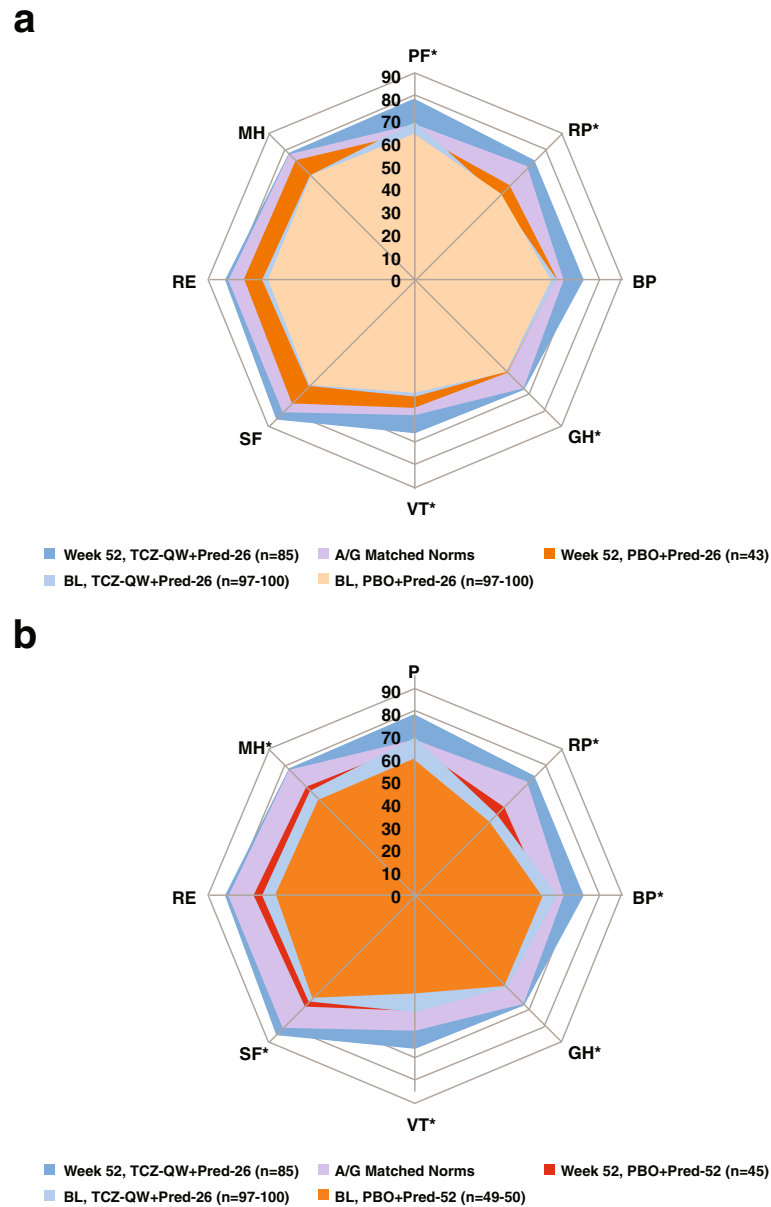 a
PF*
90
80
70
60
50
40
30
20
10
0
MH
RP*
RE
BP
SF
GH*
VT*
Week 52, TCZ-QW+Pred-26 (n=85)
A/G Matched Norms
Week 52, PBO+Pred-26 (n=43)
BL, TCZ-QW+Pred-26 (n=97-100)
BL, PBO+Pred-26 (n=97-100)
b
P
90
80
70
60
50
40
30
20
10
0
MH*
RP*
RE
BP*
SF*
GH*
VT*
Week 52, TCZ-QW+Pred-26 (n=85)
A/G Matched Norms
Week 52, PBO+Pred-52 (n=45)
BL, TCZ-QW+Pred-26 (n=97-100)
BL, PBO+Pred-52 (n=49-50)